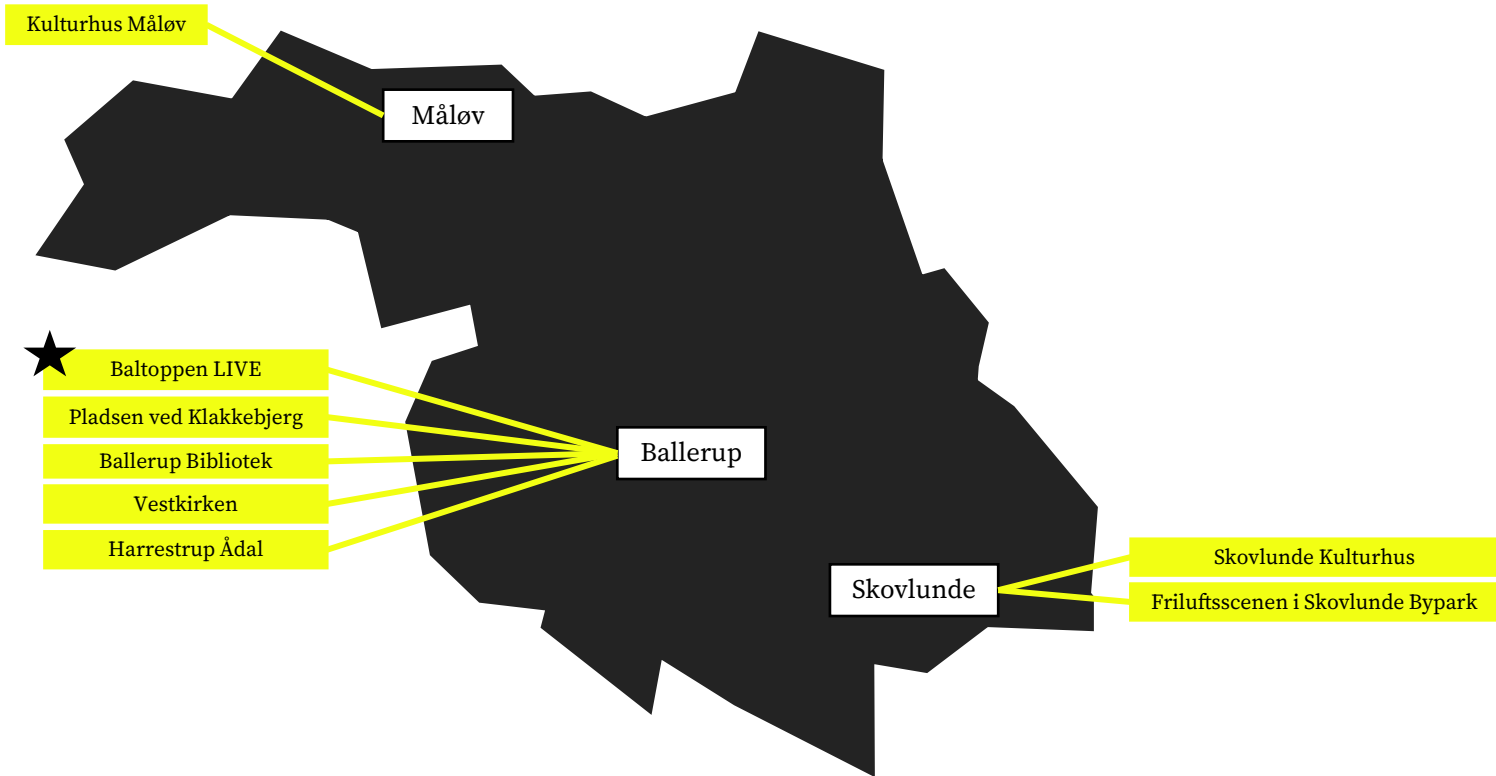 Kulturhus Måløv
Måløv
Baltoppen LIVE
Pladsen ved Klakkebjerg
Ballerup Bibliotek
Vestkirken
Harrestrup Ådal
Ballerup
Skovlunde
Skovlunde Kulturhus
Friluftsscenen i Skovlunde Bypark